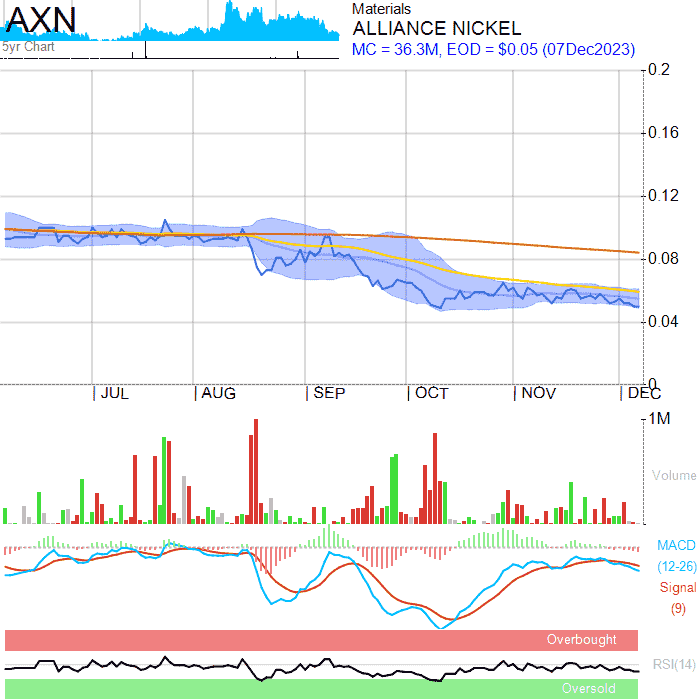 AXN
5yr Chart
Materials
ALLIANCE NICKEL
MC = 36.3M, EOD = $0.05 (07Dec2023)
0.2
0.16
0.12
0.08
0.04
0
JUL
AUG
SEP
OCT
NOV
DEC
1M
Volume
MACD
(12-26)
Signal
(9)
Overbought
RSI(14)
Oversold